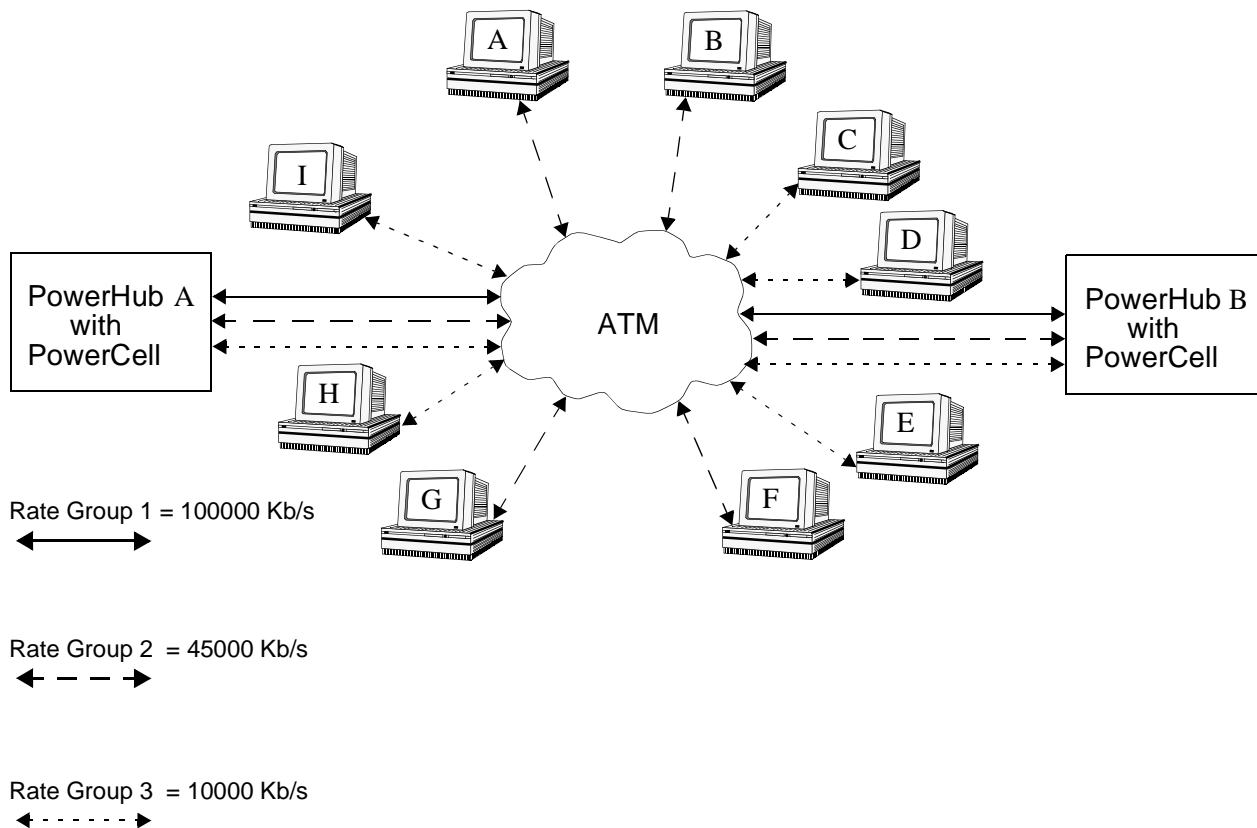 A
B
C
I
D
PowerHub A
with
PowerCell
ATM
PowerHub B
with
PowerCell
H
E
G
F
Rate Group 1 = 100000 Kb/s
Rate Group 2 = 45000 Kb/s
Rate Group 3 = 10000 Kb/s